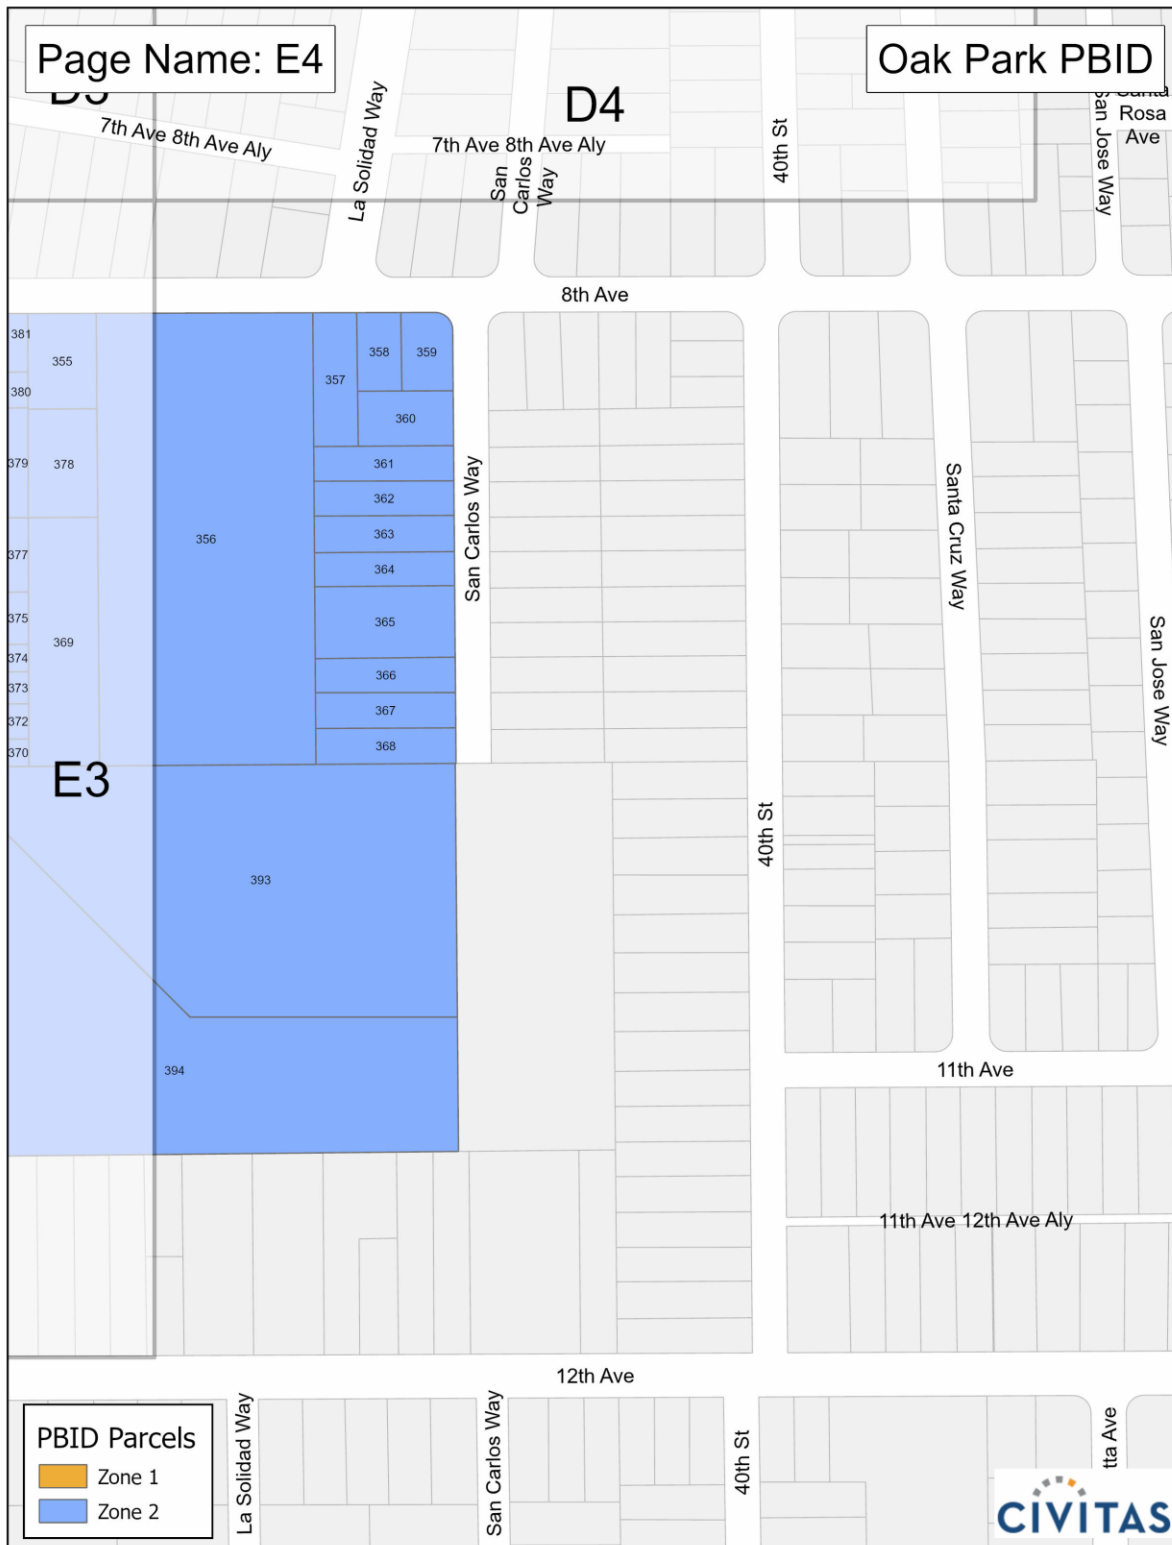 Page Name: E4
Oak Park PBID
D4
7th Ave 8th Ave Aly
La Solidad Way
7th Ave 8th Ave Aly
San
Carlos
Way
40th St
San Jose Way
Rosa
Ave
8th Ave
381
355
380
379
378
377
375
369
374
373
372
370
E3
356
357
358
359
360
361
362
363
364
365
366
367
368
San Carlos Way
393
394
40th St
Santa Cruz Way
San Jose Way
11th Ave
11th Ave 12th Ave Aly
12th Ave
La Solidad Way
San Carlos Way
40th St
tta Ave
PBID Parcels
Zone 1
Zone 2
CIVITAS